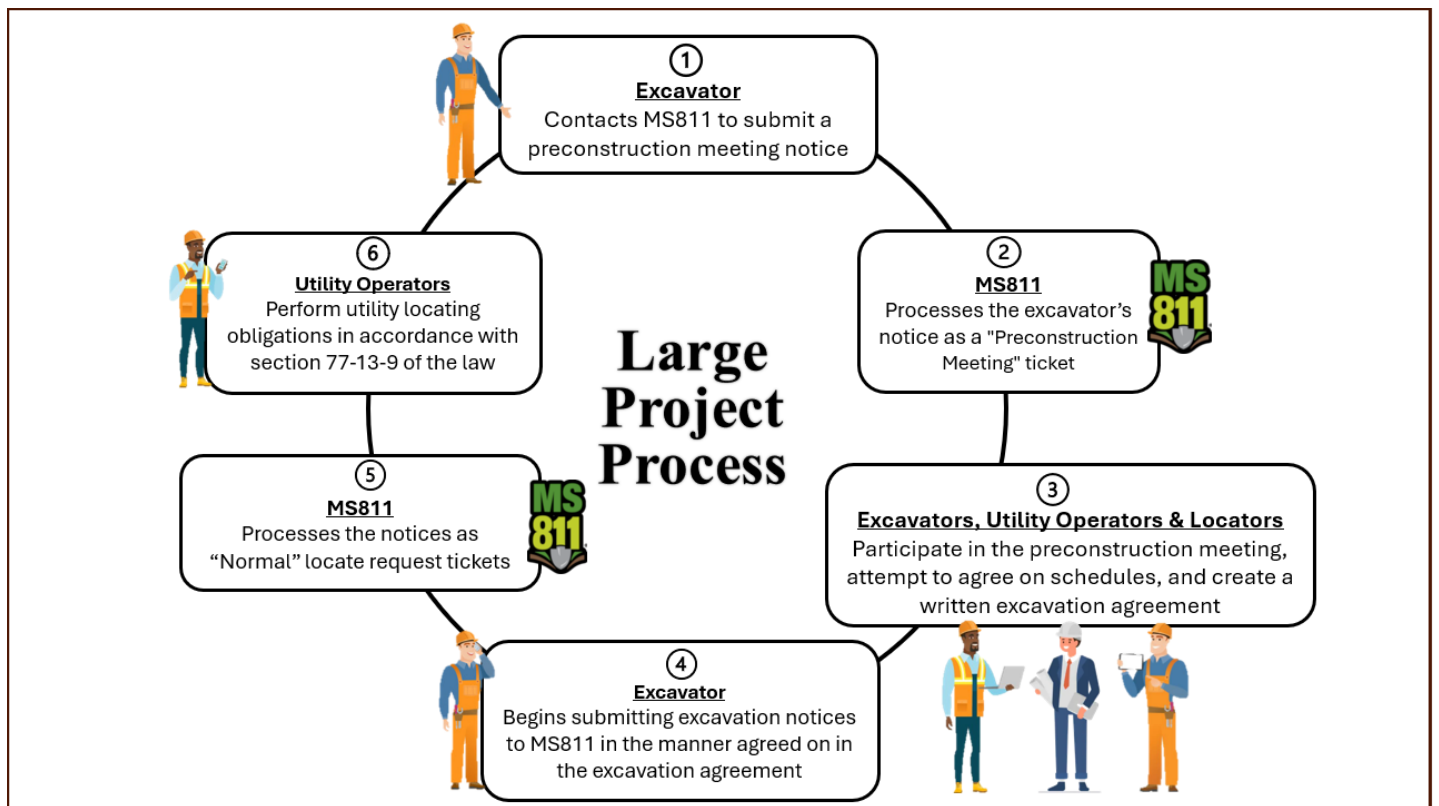 1
Excavator
Contacts MS811 to submit a
preconstruction meeting notice
2
MS811
Processes the excavator’s
notice as a "Preconstruction
Meeting" ticket
MS
811
3
Excavators, Utility Operators & Locators
Participate in the preconstruction meeting,
attempt to agree on schedules, and create a
written excavation agreement
4
Excavator
Begins submitting excavation notices
to MS811 in the manner agreed on in
the excavation agreement
5
MS811
Processes the notices as
“Normal” locate request tickets
MS
811
6
Utility Operators
Perform utility locating
obligations in accordance with
section 77-13-9 of the law
Large
Project
Process